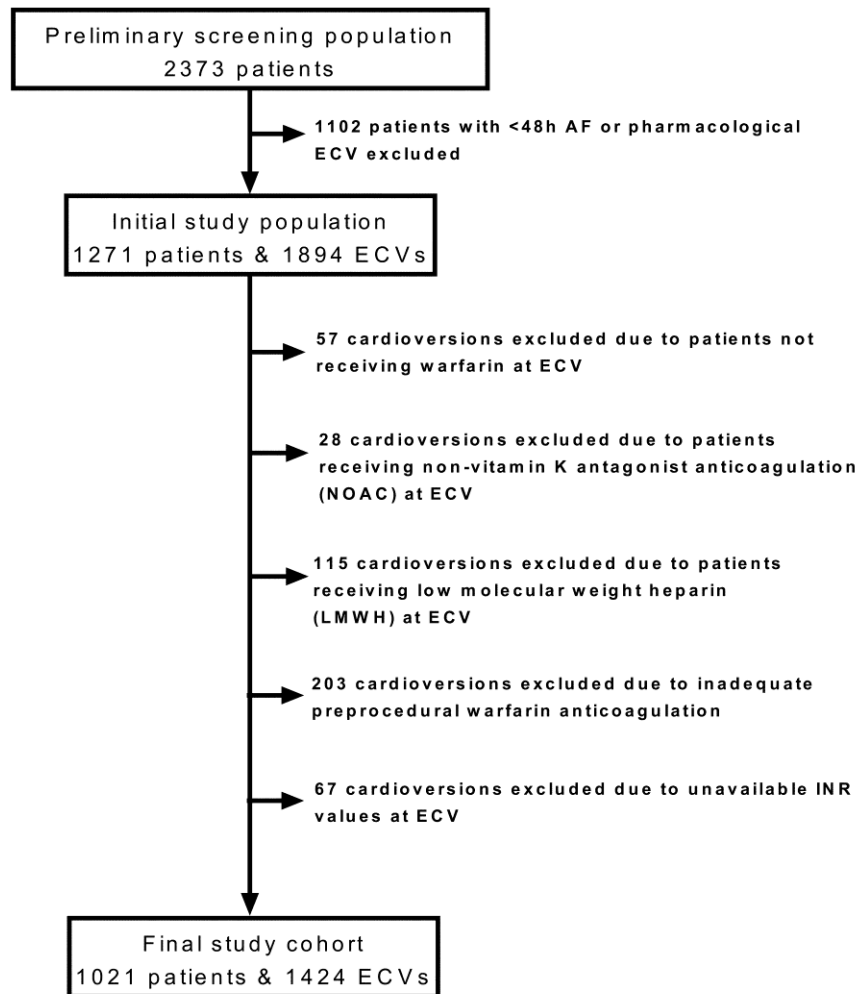 Preliminary screening population
2373 patients
1102 patients with <48h AF or pharmacological
ECV excluded
Initial study population
1271 patients & 1894 ECVs
57 cardioversions excluded due to patients not
receiving warfarin at ECV
28 cardioversions excluded due to patients
receiving non-vitamin K antagonist anticoagulation
(NOAC) at ECV
115 cardioversions excluded due to patients
receiving low molecular weight heparin
(LMWH) at ECV
203 cardioversions excluded due to inadequate
preprocedural warfarin anticoagulation
67 cardioversions excluded due to unavailable INR
values at ECV
Final study cohort
1021 patients & 1424 ECVs